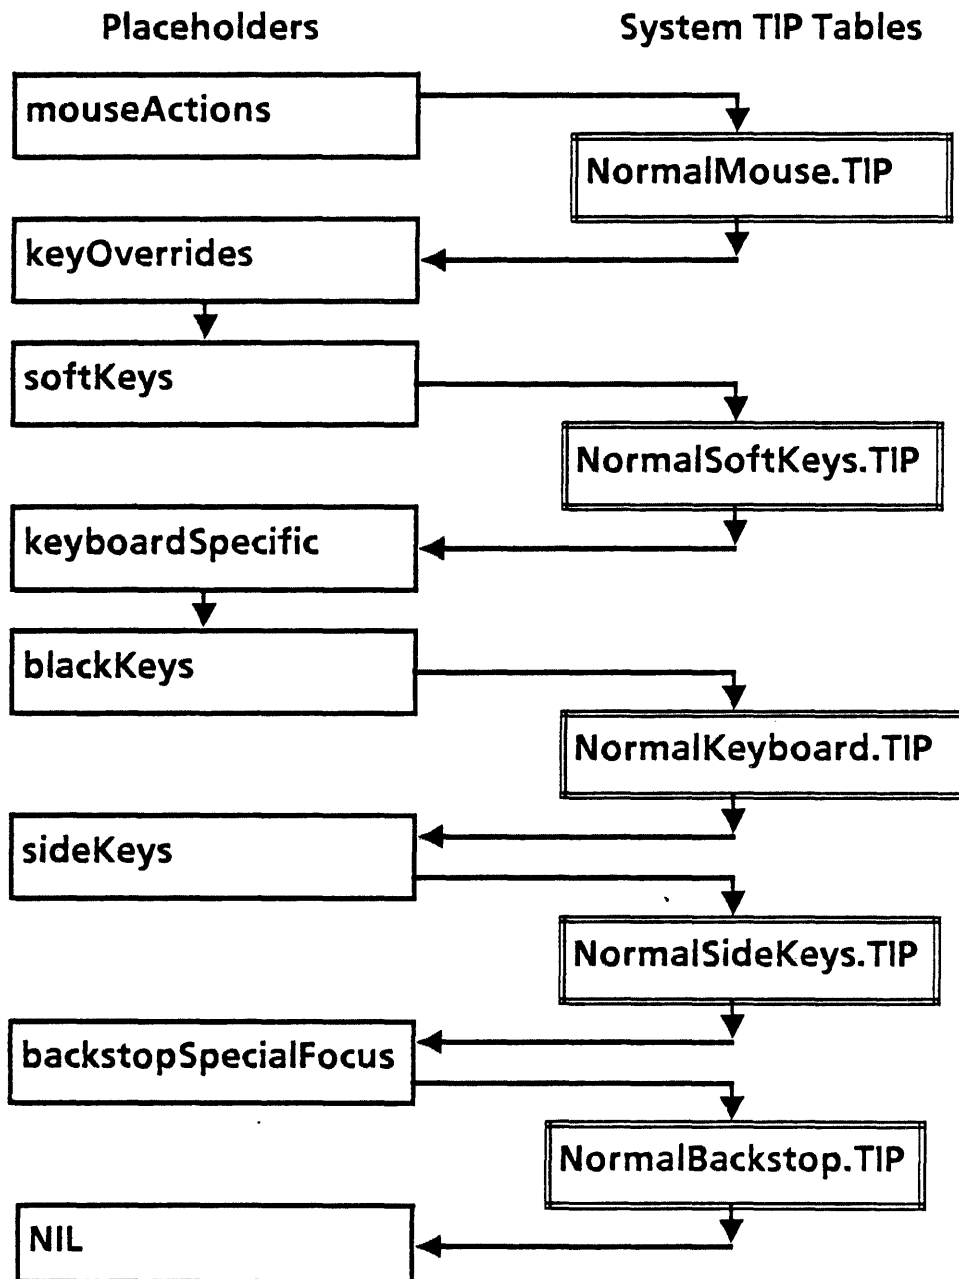 Placeholders
System TIP Tables
mouseActions
NormalMouse.TIP
keyOverrides
softKeys
NormalSoftKeys.TIP
keyboardSpecific
blackKeys
NormalKeyboard.TIP
sideKeys
NormalSideKeys.TIP
backstopSpecialFocus
NormalBackstop.TIP
NIL